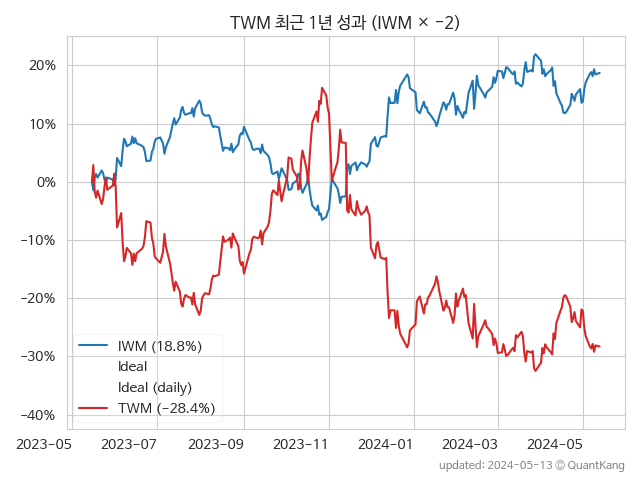 TWM 최근 1년 성과 (IWM × −2)
20%
10%
0%
−10%
−20%
−30%
−40%
IWM (18.8%)
Ideal
Ideal (daily)
TWM (−28.4%)
2023-05 2023-07 2023-09 2023-11 2024-01 2024-03 2024-05
updated: 2024-05-13 ⓒ QuantKang